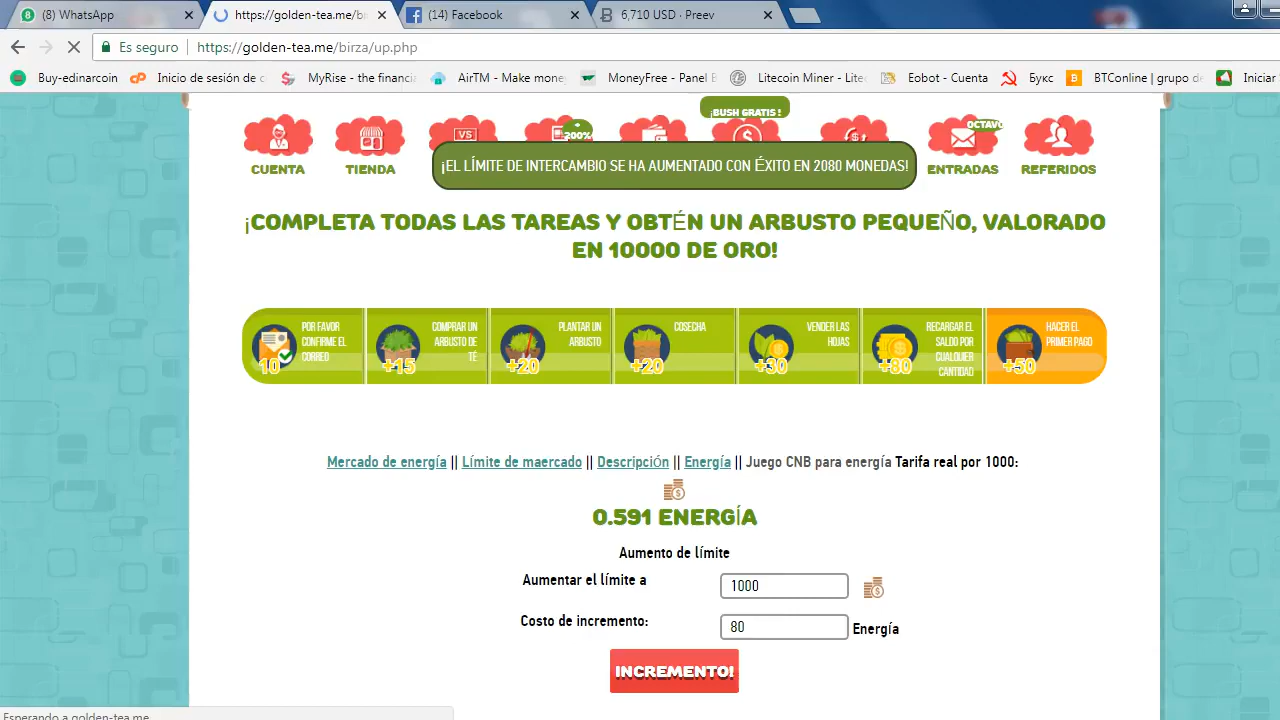 (8) WhatsApp
https://golden-tea.me/bi
(14) Facebook
6,710 USD · Preev
Es seguro
https://golden-tea.me/birza/up.php
Buy-edinarcoin
Inicio de sesión de c
MyRise - the financia
AirTM - Make mone
MoneyFree - Panel B
Litecoin Miner - Lite
Eobot - Cuenta
Букс
BTConline | grupo de
Iniciar
¡BUSH GRATIS !
VS
+
200%
OCTAVO
CUENTA
TIENDA
¡EL LÍMITE DE INTERCAMBIO SE HA AUMENTADO CON ÉXITO EN 2080 MONEDAS!
ENTRADAS
REFERIDOS
¡COMPLETA TODAS LAS TAREAS Y OBTÉN UN ARBUSTO PEQUEÑO, VALORADO
EN 10000 DE ORO!
POR FAVOR
CONFIRME EL
CORREO
10
COMPRAR UN
ARBUSTO DE
TÉ
+15
PLANTAR UN
ARBUSTO
+20
COSECHA
+20
VENDER LAS
HOJAS
+30
RECARGAR EL
SALDO POR
CUALQUIER
CANTIDAD
+80
HACER EL
PRIMER PAGO
+50
Mercado de energía || Límite de maercado || Descripción || Energía || Juego CNB para energía Tarifa real por 1000:
0.591 ENERGÍA
Aumento de límite
Aumentar el límite a
1000
Costo de incremento:
80
Energía
INCREMENTO!
Esperando a golden-tea.me